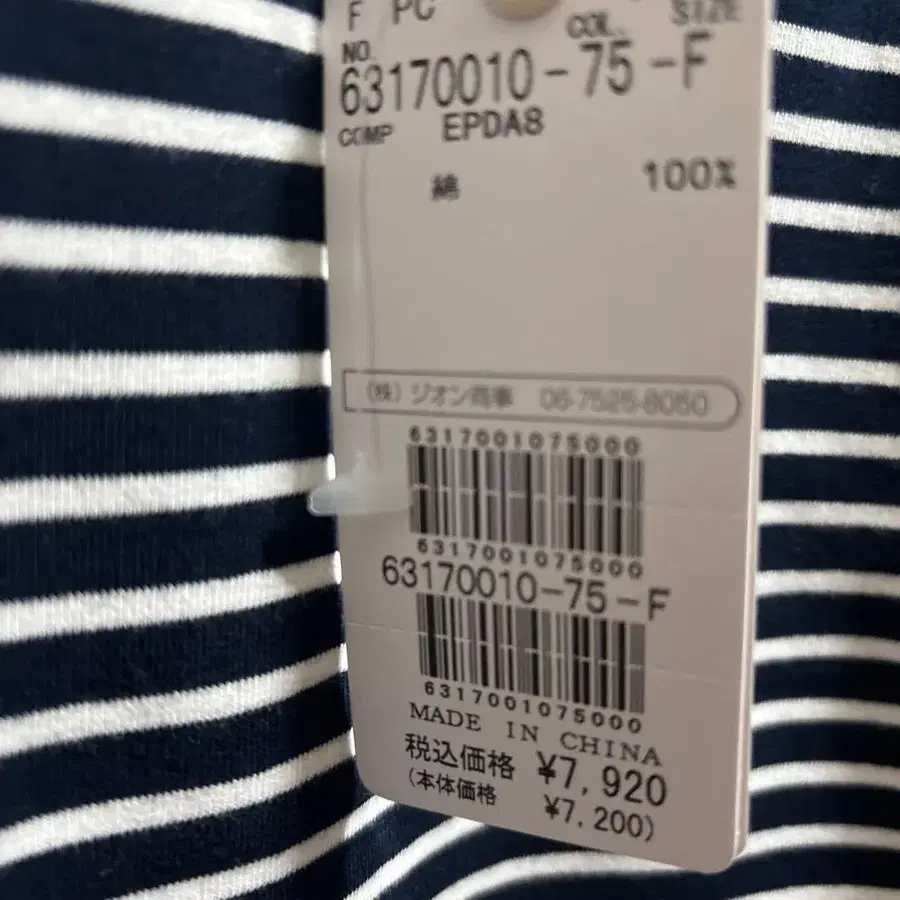 F PC
COL. SIZE
NO.
63170010-75-F
COMP EPDA8
綿 100%
(株) ジオン商事 06-7525-8050
6317001075000
6317001075000
63170010-75-F
6317001075000
MADE IN CHINA
税込価格 ¥7,920
(本体価格 ¥7,200)